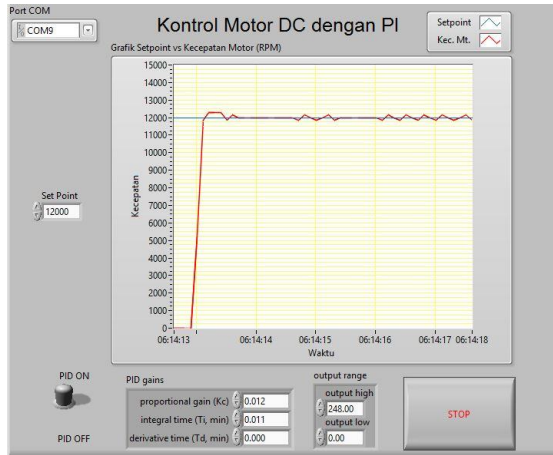 Port COM
COM9
Kontrol Motor DC dengan PI
Setpoint
Kec. Mt.
Grafik Setpoint vs Kecepatan Motor (RPM)
15000
14000
13000
12000
11000
10000
9000
8000
7000
6000
5000
4000
3000
2000
1000
0
Kecepatan
06:14:13
06:14:14
06:14:15
06:14:16
06:14:17
06:14:18
Waktu
Set Point
12000
PID ON
PID OFF
PID gains
proportional gain (Kc)
0.012
integral time (Ti, min)
0.011
derivative time (Td, min)
0.000
output range
output high
248.00
output low
0.00
STOP